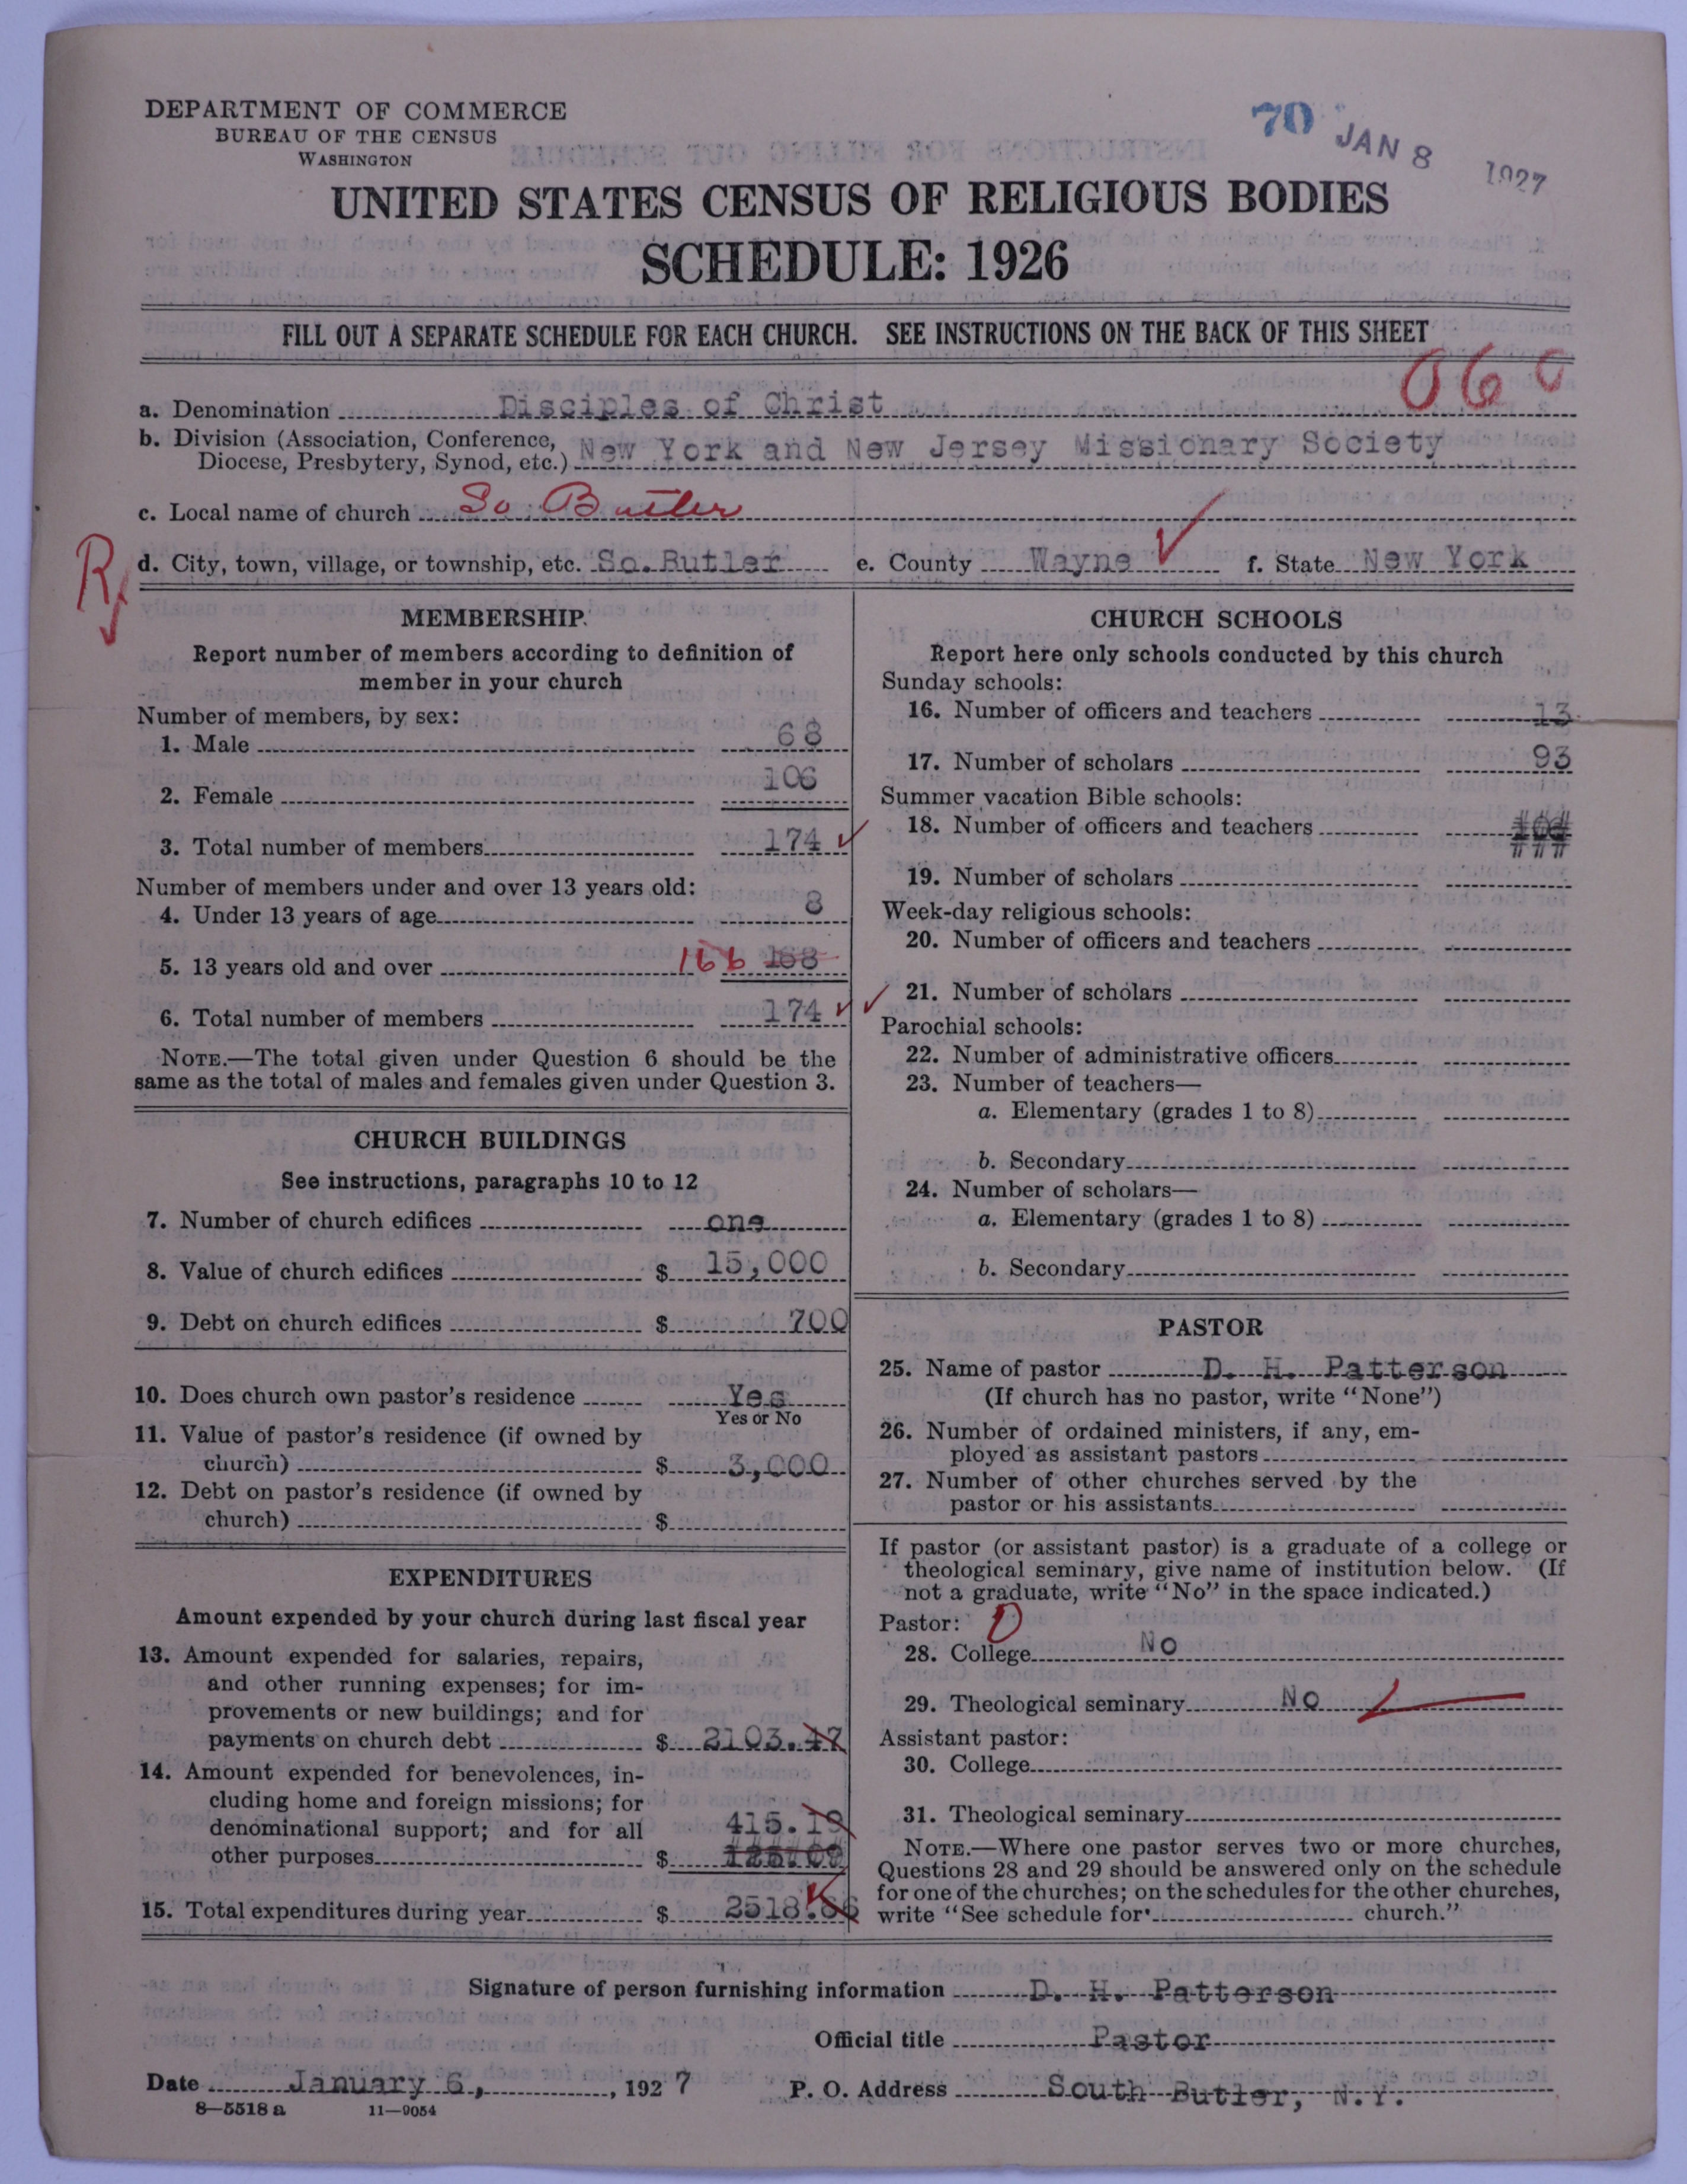 DEPARTMENT OF COMMERCE
BUREAU OF THE CENSUS
WASHINGTON
70 JAN 8 1927
UNITED STATES CENSUS OF RELIGIOUS BODIES
SCHEDULE: 1926
FILL OUT A SEPARATE SCHEDULE FOR EACH CHURCH. SEE INSTRUCTIONS ON THE BACK OF THIS SHEET
060
a. Denomination Disciples of Christ
b. Division (Association, Conference, Diocese, Presbytery, Synod, etc.) New York and New Jersey Missionary Society
c. Local name of church So Butler
R
d. City, town, village, or township, etc. So. Butler e. County Wayne f. State New York
MEMBERSHIP
Report number of members according to definition of
member in your church
Number of members, by sex:
1. Male 68
2. Female 106
3. Total number of members 174
Number of members under and over 13 years old:
4. Under 13 years of age 8
5. 13 years old and over 166 168
6. Total number of members 174
NOTE.—The total given under Question 6 should be the
same as the total of males and females given under Question 3.
CHURCH BUILDINGS
See instructions, paragraphs 10 to 12
7. Number of church edifices one
8. Value of church edifices $ 15,000
9. Debt on church edifices $ 700
10. Does church own pastor's residence Yes
Yes or No
11. Value of pastor's residence (if owned by
church) $ 3,000
12. Debt on pastor's residence (if owned by
church) $
EXPENDITURES
Amount expended by your church during last fiscal year
13. Amount expended for salaries, repairs,
and other running expenses; for im-
provements or new buildings; and for
payments on church debt $ 2103.47
14. Amount expended for benevolences, in-
cluding home and foreign missions; for
denominational support; and for all 415.19
other purposes $
15. Total expenditures during year $ 2518.66
CHURCH SCHOOLS
Report here only schools conducted by this church
Sunday schools:
16. Number of officers and teachers 13
17. Number of scholars 93
Summer vacation Bible schools:
18. Number of officers and teachers
19. Number of scholars
Week-day religious schools:
20. Number of officers and teachers
21. Number of scholars
Parochial schools:
22. Number of administrative officers
23. Number of teachers—
a. Elementary (grades 1 to 8)
b. Secondary
24. Number of scholars—
a. Elementary (grades 1 to 8)
b. Secondary
PASTOR
25. Name of pastor D. H. Patterson
(If church has no pastor, write "None")
26. Number of ordained ministers, if any, em-
ployed as assistant pastors
27. Number of other churches served by the
pastor or his assistants
If pastor (or assistant pastor) is a graduate of a college or
theological seminary, give name of institution below. (If
not a graduate, write "No" in the space indicated.)
Pastor: 0
28. College No
29. Theological seminary No
Assistant pastor:
30. College
31. Theological seminary
NOTE.—Where one pastor serves two or more churches,
Questions 28 and 29 should be answered only on the schedule
for one of the churches; on the schedules for the other churches,
write "See schedule for church."
Signature of person furnishing information D. H. Patterson
Official title Pastor
Date January 6, 1927 P. O. Address South Butler, N.Y.
8—5518 a 11—9054